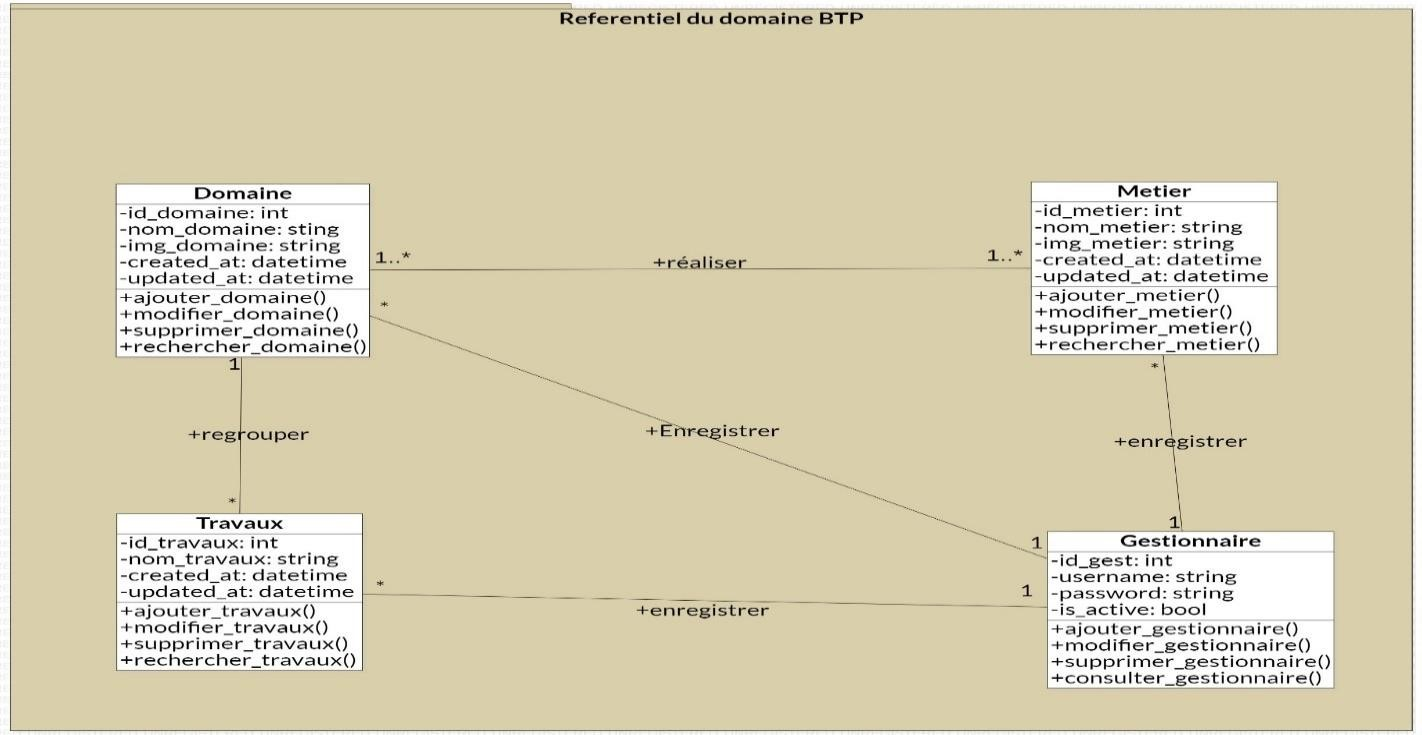 Réferentiel du domaine BTP
Domaine
-id_domaine: int
-nom_domaine: sting
-img_domaine: string
-created_at: datetime
-updated_at: datetime
+ajouter_domaine()
+modifier_domaine()
+supprimer_domaine()
+rechercher_domaine()
Metier
-id_metier: int
-nom_metier: string
-img_metier: string
-created_at: datetime
-updated_at: datetime
+ajouter_metier()
+modifier_metier()
+supprimer_metier()
+rechercher_metier()
1..*
+réaliser
1..*
*
1
+regrouper
*
+Enregistrer
1
*
+enregistrer
1
Travaux
-id_travaux: int
-nom_travaux: string
-created_at: datetime
-updated_at: datetime
+ajouter_travaux()
+modifier_travaux()
+supprimer_travaux()
+rechercher_travaux()
*
+enregistrer
1
Gestionnaire
-id_gest: int
-username: string
-password: string
-is_active: bool
+ajouter_gestionnaire()
+modifier_gestionnaire()
+supprimer_gestionnaire()
+consulter_gestionnaire()